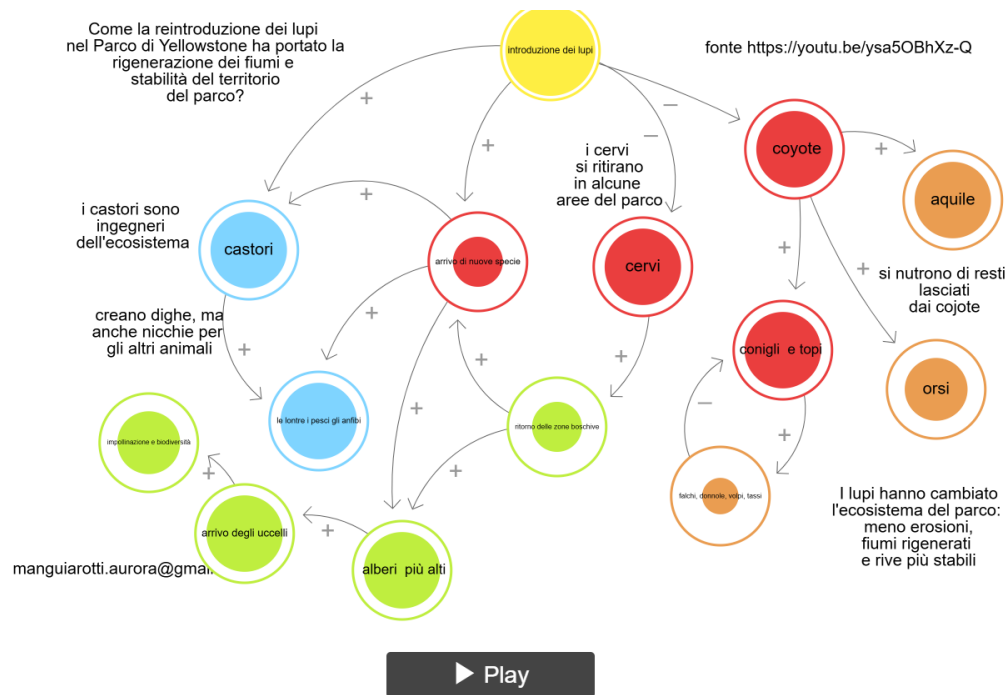 Come la reintroduzione dei lupi
nel Parco di Yellowstone ha portato la
rigenerazione dei fiumi e
stabilità del territorio
del parco?
introduzione dei lupi
fonte https://youtu.be/ysa5OBhXz-Q
+
+
−
−
+
coyote
aquile
i cervi
si ritirano
in alcune
aree del parco
+
i castori sono
ingegneri
dell'ecosistema
castori
arrivo di nuove specie
cervi
+
+
si nutrono di resti
lasciati
dai cojote
creano dighe, ma
anche nicchie per
gli altri animali
+
+
+
conigli e topi
orsi
le lontre i pesci gli anfibi
ritorno delle zone boschive
+
+
−
+
impollinazione e biodiversità
+
falchi, donnole, volpi, tassi
arrivo degli uccelli
+
alberi più alti
I lupi hanno cambiato
l'ecosistema del parco:
meno erosioni,
fiumi rigenerati
e rive più stabili
manguiarotti.aurora@gmai
Play